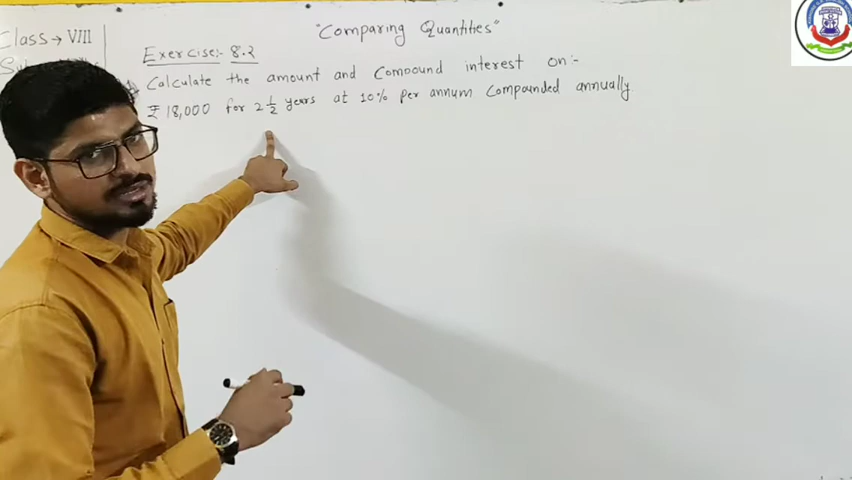 "Comparing Quantities"
Class → VIII
Exercise:- 8.2
Calculate the amount and Compound interest on:-
₹ 18,000 for 2 1/2 years at 10% per annum Compounded annually.